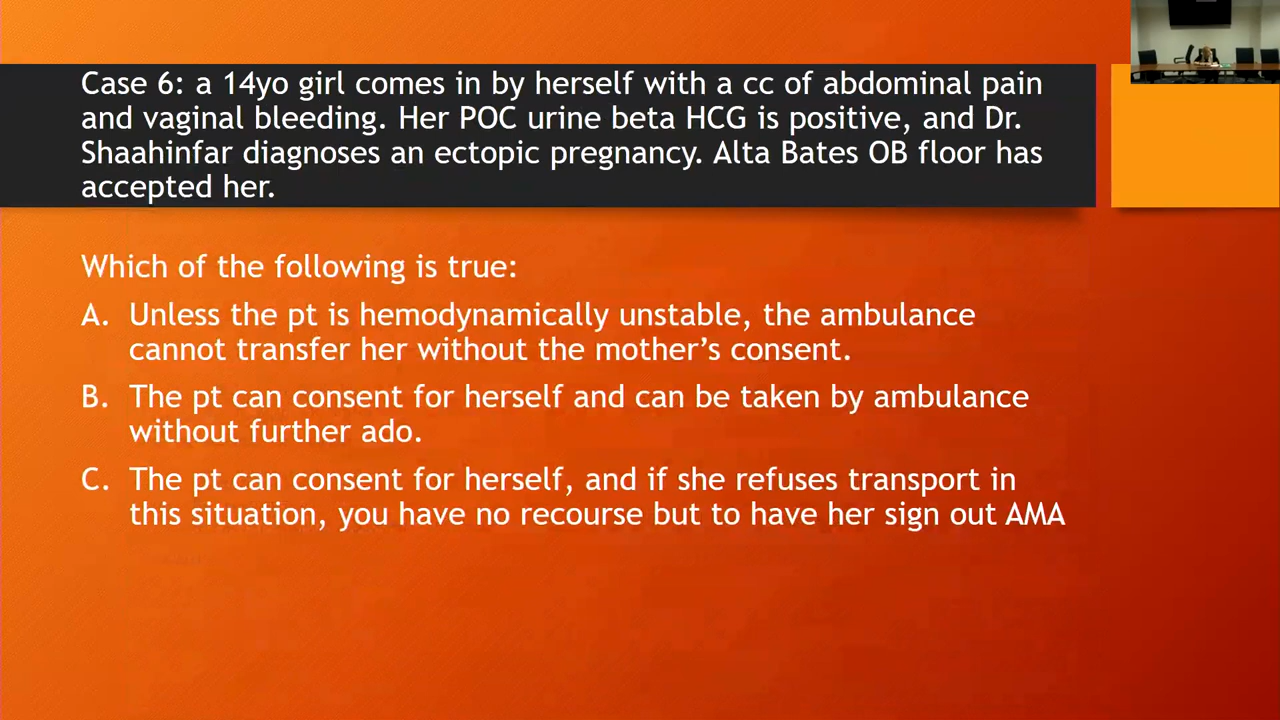 Case 6: a 14yo girl comes in by herself with a cc of abdominal pain
and vaginal bleeding. Her POC urine beta HCG is positive, and Dr.
Shaahinfar diagnoses an ectopic pregnancy. Alta Bates OB floor has
accepted her.
Which of the following is true:
A. Unless the pt is hemodynamically unstable, the ambulance
cannot transfer her without the mother’s consent.
B. The pt can consent for herself and can be taken by ambulance
without further ado.
C. The pt can consent for herself, and if she refuses transport in
this situation, you have no recourse but to have her sign out AMA